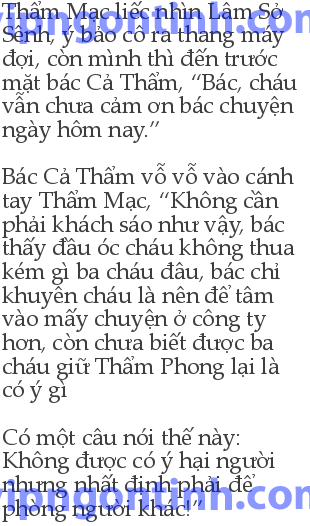 Thẩm Mạc liếc nhìn Lâm Sở
Sênh, ý bảo cô ra thang máy
đợi, còn mình thì đến trước
mặt bác Cả Thẩm, “Bác, cháu
vẫn chưa cảm ơn bác chuyện
ngày hôm nay.”
Bác Cả Thẩm vỗ vỗ vào cánh
tay Thẩm Mạc, “Không cần
phải khách sáo như vậy, bác
thấy đầu óc cháu không thua
kém gì ba cháu đâu, bác chỉ
khuyên cháu là nên để tâm
vào mấy chuyện ở công ty
hơn, còn chưa biết được ba
cháu giữ Thẩm Phong lại là
có ý gì
Có một câu nói thế này:
Không được có ý hại người
nhưng nhất định phải để
phòng người khác!”
vipngontinh.com
vipngontinh.com